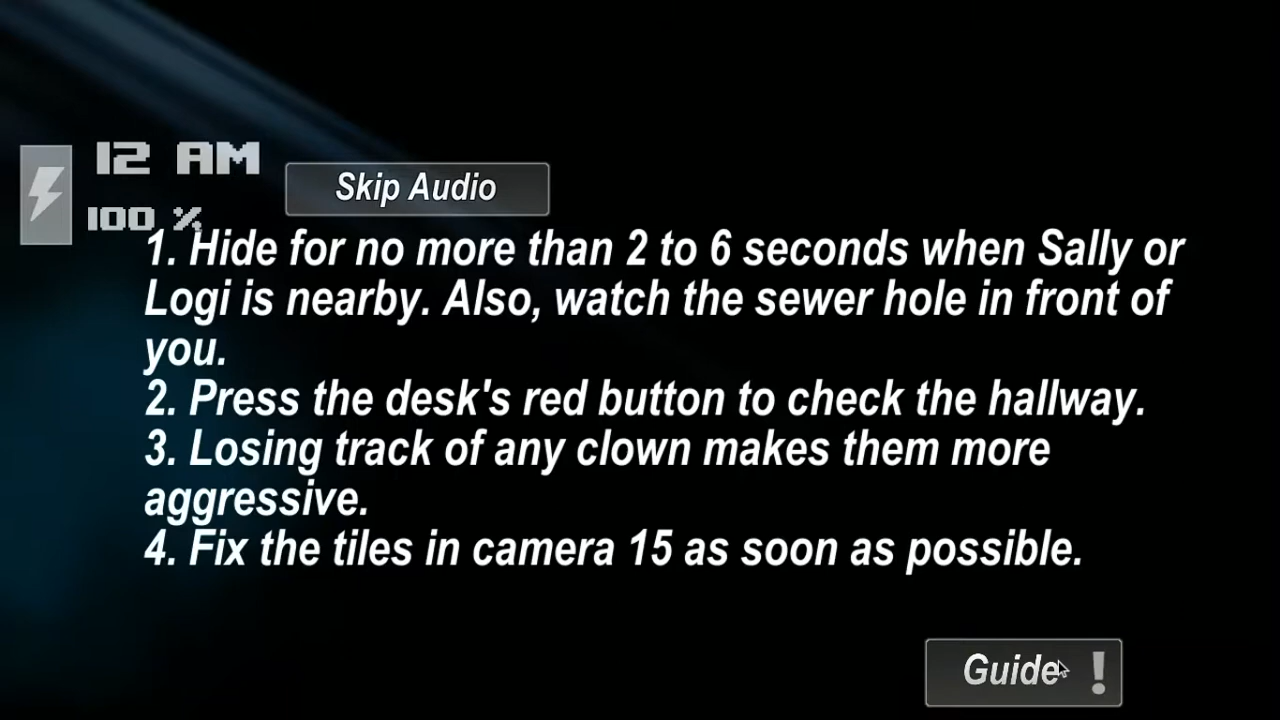 12 AM
Skip Audio
100 %
1. Hide for no more than 2 to 6 seconds when Sally or
Logi is nearby. Also, watch the sewer hole in front of
you.
2. Press the desk's red button to check the hallway.
3. Losing track of any clown makes them more
aggressive.
4. Fix the tiles in camera 15 as soon as possible.
Guide !